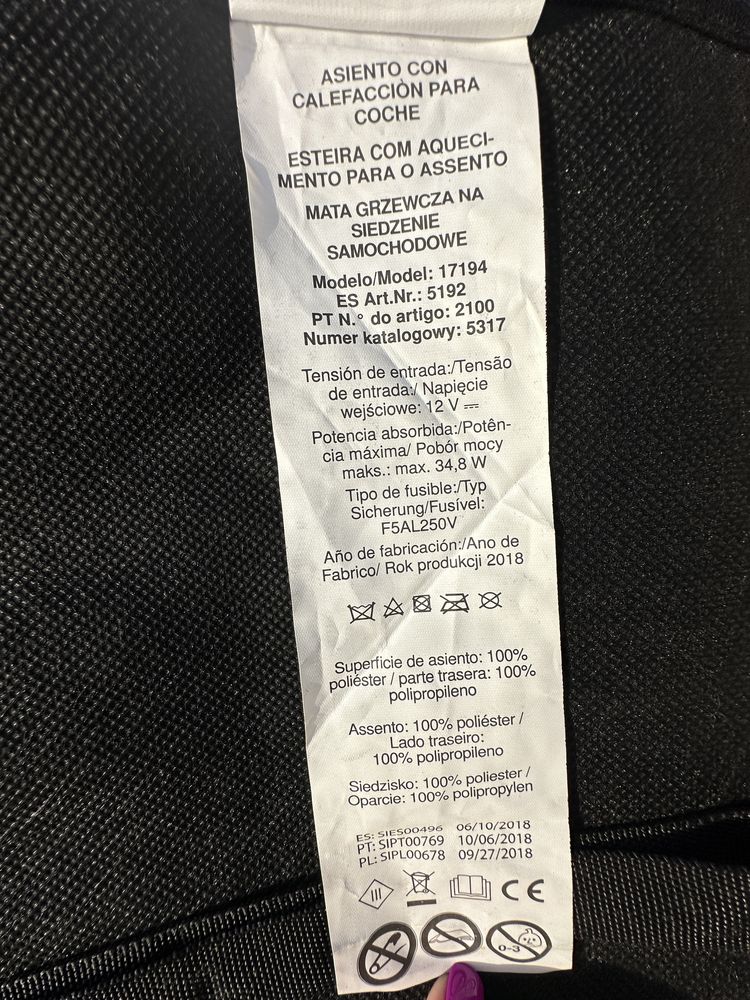 ASIENTO CON
CALEFACCIÒN PARA
COCHE
ESTEIRA COM AQUECI-
MENTO PARA O ASSENTO
MATA GRZEWCZA NA
SIEDZENIE
SAMOCHODOWE
Modelo/Model: 17194
ES Art.Nr.: 5192
PT N.° do artigo: 2100
Numer katalogowy: 5317
Tensión de entrada:/Tensão
de entrada:/ Napięcie
wejściowe: 12 V ⎓
Potencia absorbida:/Potên-
cia máxima/ Pobór mocy
maks.: max. 34,8 W
Tipo de fusible:/Typ
Sicherung/Fusível:
F5AL250V
Año de fabricación:/Ano de
Fabrico/ Rok produkcji 2018
Superficie de asiento: 100%
poliéster / parte trasera: 100%
polipropileno
Assento: 100% poliéster /
Lado traseiro:
100% polipropileno
Siedzisko: 100% poliester /
Oparcie: 100% polipropylen
ES: SIES00496 06/10/2018
PT: SIPT00769 10/06/2018
PL: SIPL00678 09/27/2018
III CE
0-3